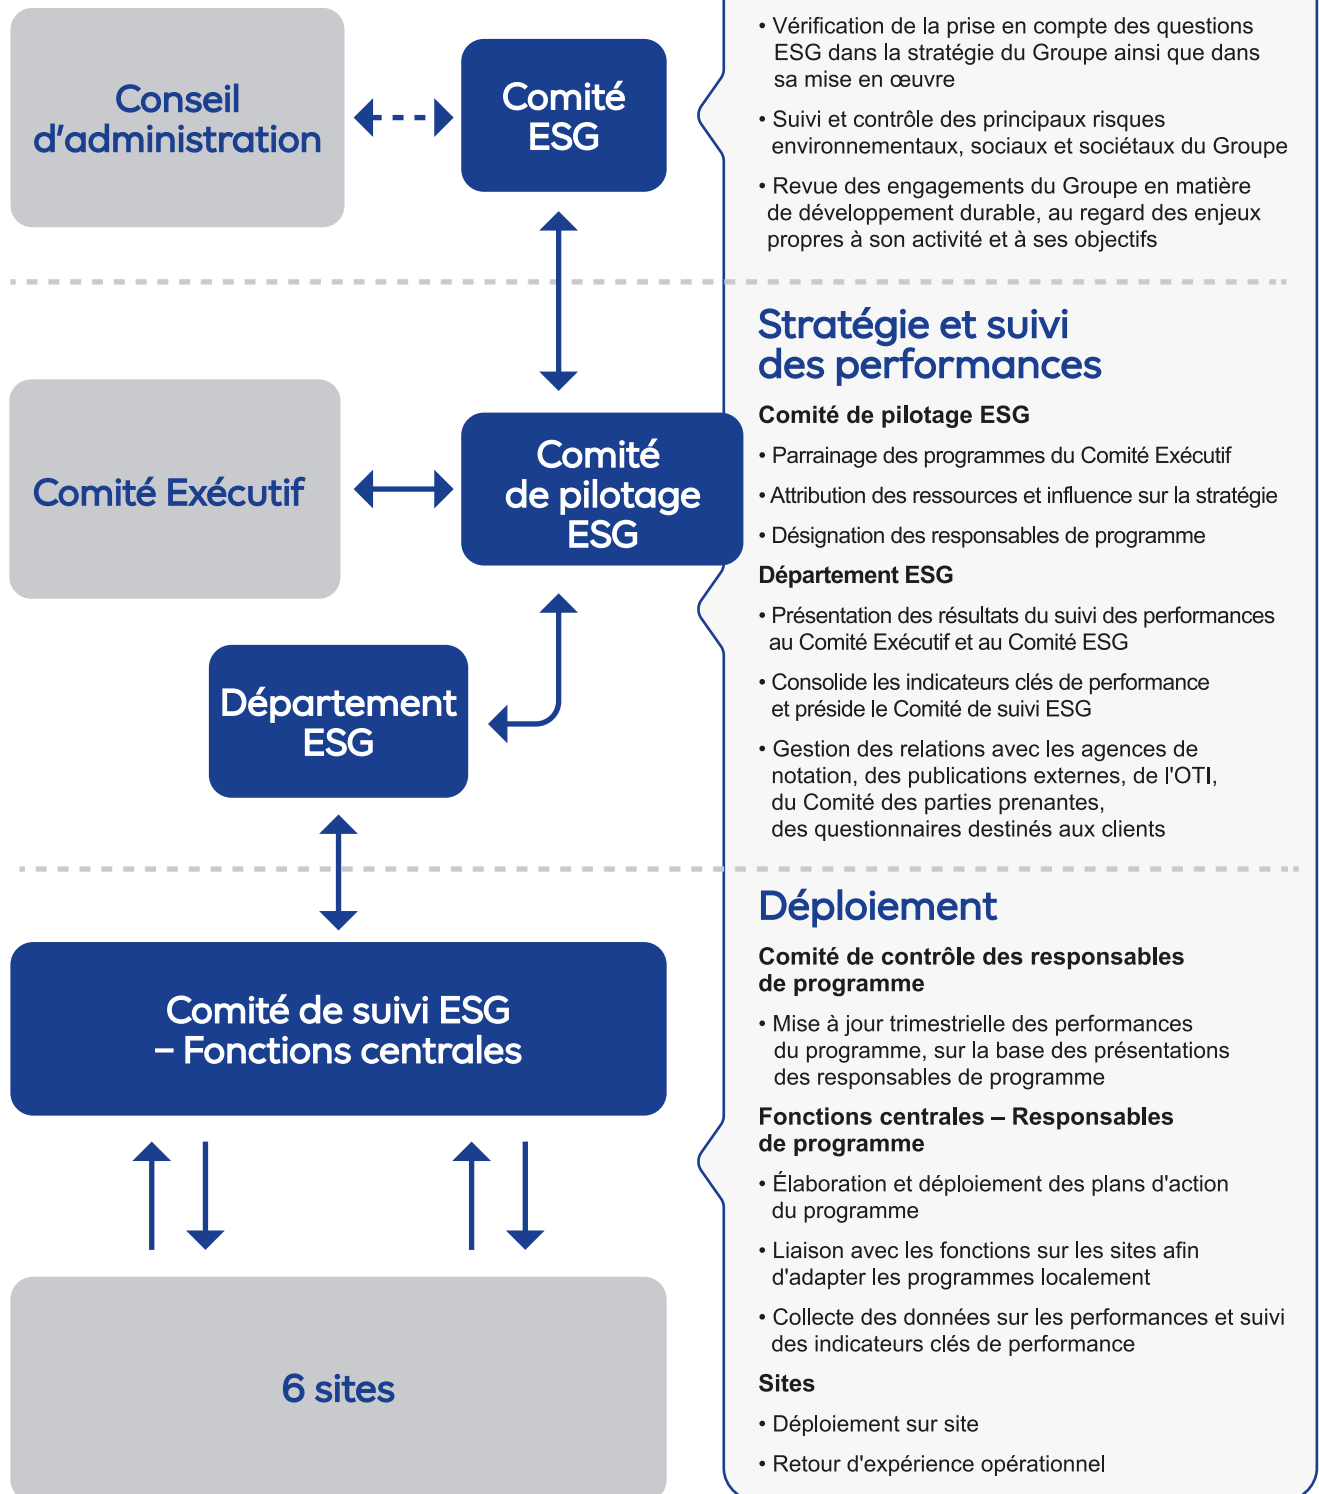 Conseil
d'administration
Comité
ESG
• Vérification de la prise en compte des questions
ESG dans la stratégie du Groupe ainsi que dans
sa mise en œuvre
• Suivi et contrôle des principaux risques
environnementaux, sociaux et sociétaux du Groupe
• Revue des engagements du Groupe en matière
de développement durable, au regard des enjeux
propres à son activité et à ses objectifs
Comité Exécutif
Comité
de pilotage
ESG
Département
ESG
Stratégie et suivi
des performances
Comité de pilotage ESG
• Parrainage des programmes du Comité Exécutif
• Attribution des ressources et influence sur la stratégie
• Désignation des responsables de programme
Département ESG
• Présentation des résultats du suivi des performances
au Comité Exécutif et au Comité ESG
• Consolide les indicateurs clés de performance
et préside le Comité de suivi ESG
• Gestion des relations avec les agences de
notation, des publications externes, de l'OTI,
du Comité des parties prenantes,
des questionnaires destinés aux clients
Comité de suivi ESG
– Fonctions centrales
6 sites
Déploiement
Comité de contrôle des responsables
de programme
• Mise à jour trimestrielle des performances
du programme, sur la base des présentations
des responsables de programme
Fonctions centrales – Responsables
de programme
• Élaboration et déploiement des plans d'action
du programme
• Liaison avec les fonctions sur les sites afin
d'adapter les programmes localement
• Collecte des données sur les performances et suivi
des indicateurs clés de performance
Sites
• Déploiement sur site
• Retour d'expérience opérationnel